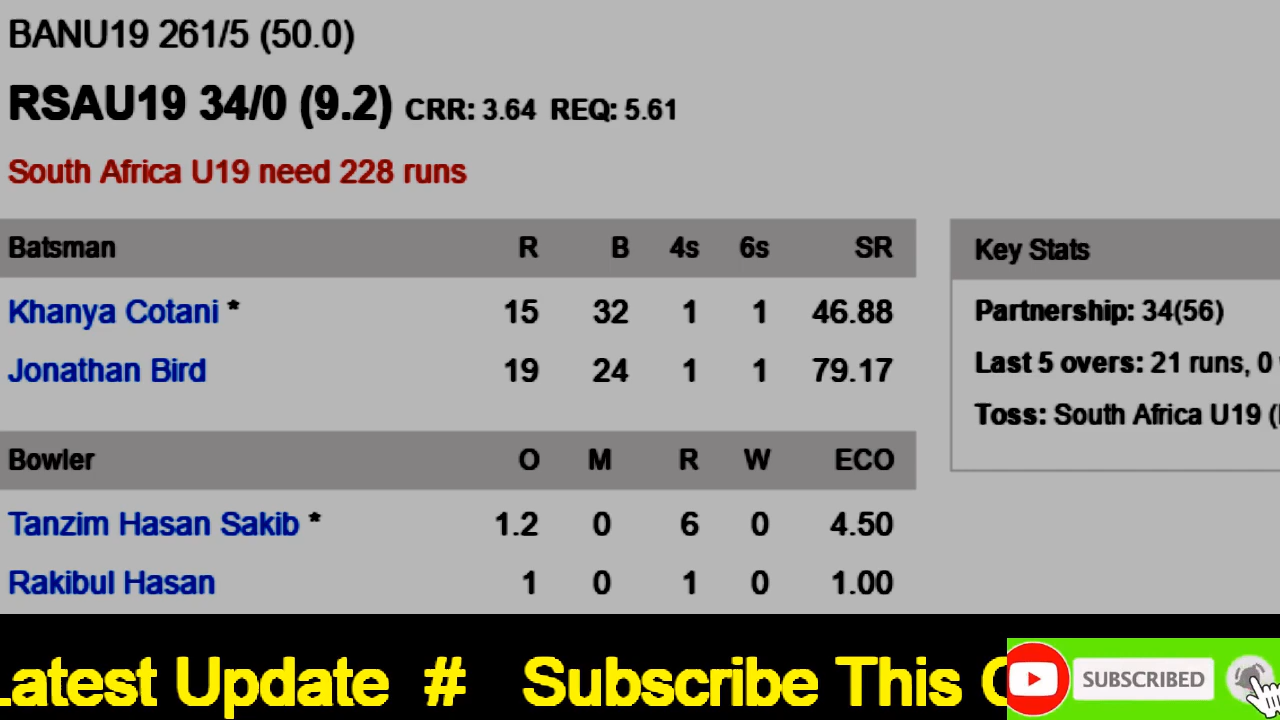 BANU19 261/5 (50.0)
RSAU19 34/0 (9.2) CRR: 3.64 REQ: 5.61
South Africa U19 need 228 runs
Batsman R B 4s 6s SR
Khanya Cotani * 15 32 1 1 46.88
Jonathan Bird 19 24 1 1 79.17
Bowler O M R W ECO
Tanzim Hasan Sakib * 1.2 0 6 0 4.50
Rakibul Hasan 1 0 1 0 1.00
Key Stats
Partnership: 34(56)
Last 5 overs: 21 runs, 0
Toss: South Africa U19 (
Latest Update # Subscribe This
SUBSCRIBED